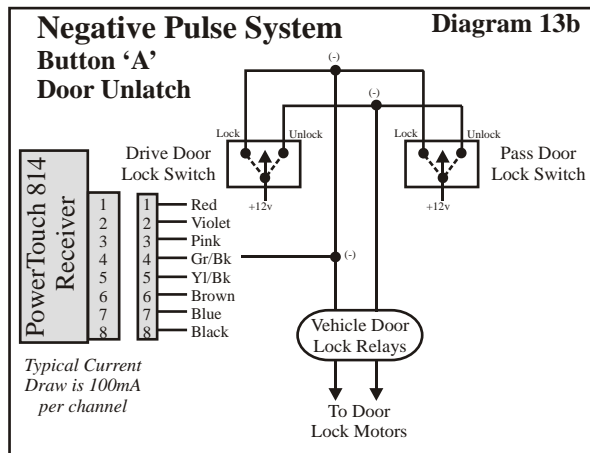 Negative Pulse System
Diagram 13b
Button ‘A’
Door Unlatch
(-)
(-)
Lock
Unlock
Lock
Unlock
Drive Door
Lock Switch
Pass Door
Lock Switch
+12v
+12v
PowerTouch 814
Receiver
1 1 Red
2 2 Violet
3 3 Pink
4 4 Gr/Bk
5 5 Yl/Bk
6 6 Brown
7 7 Blue
8 8 Black
(-)
Vehicle Door
Lock Relays
Typical Current
Draw is 100mA
per channel
To Door
Lock Motors